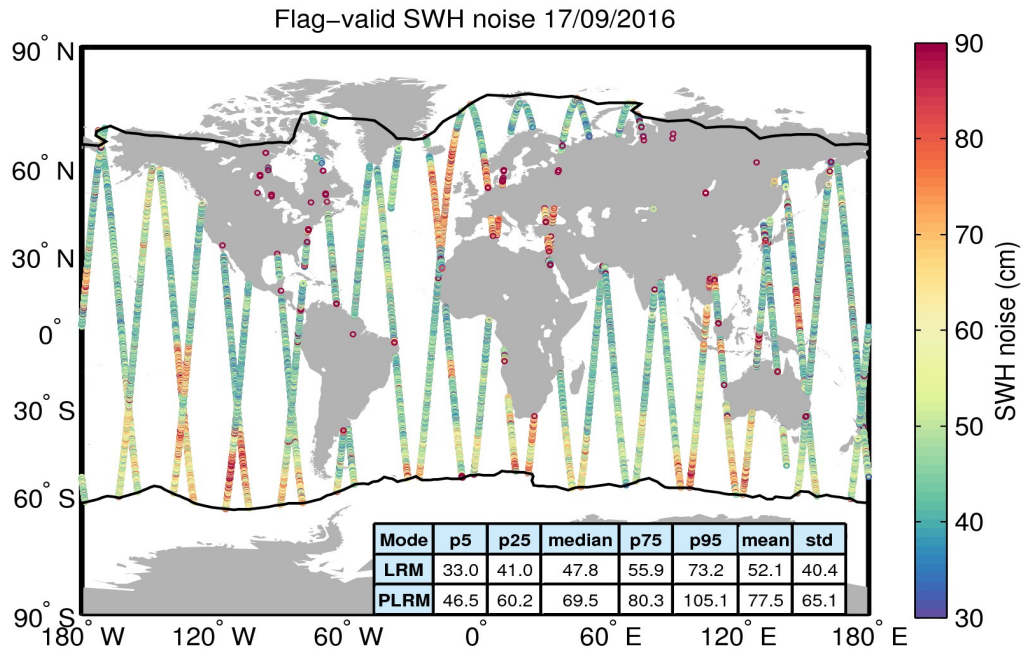 Flag−valid SWH noise 17/09/2016
90° N
60° N
30° N
0°
30° S
60° S
90° S
180° W
120° W
60° W
0°
60° E
120° E
180° E
Mode p5 p25 median p75 p95 mean std
LRM 33.0 41.0 47.8 55.9 73.2 52.1 40.4
PLRM 46.5 60.2 69.5 80.3 105.1 77.5 65.1
90
80
70
60
50
40
30
SWH noise (cm)